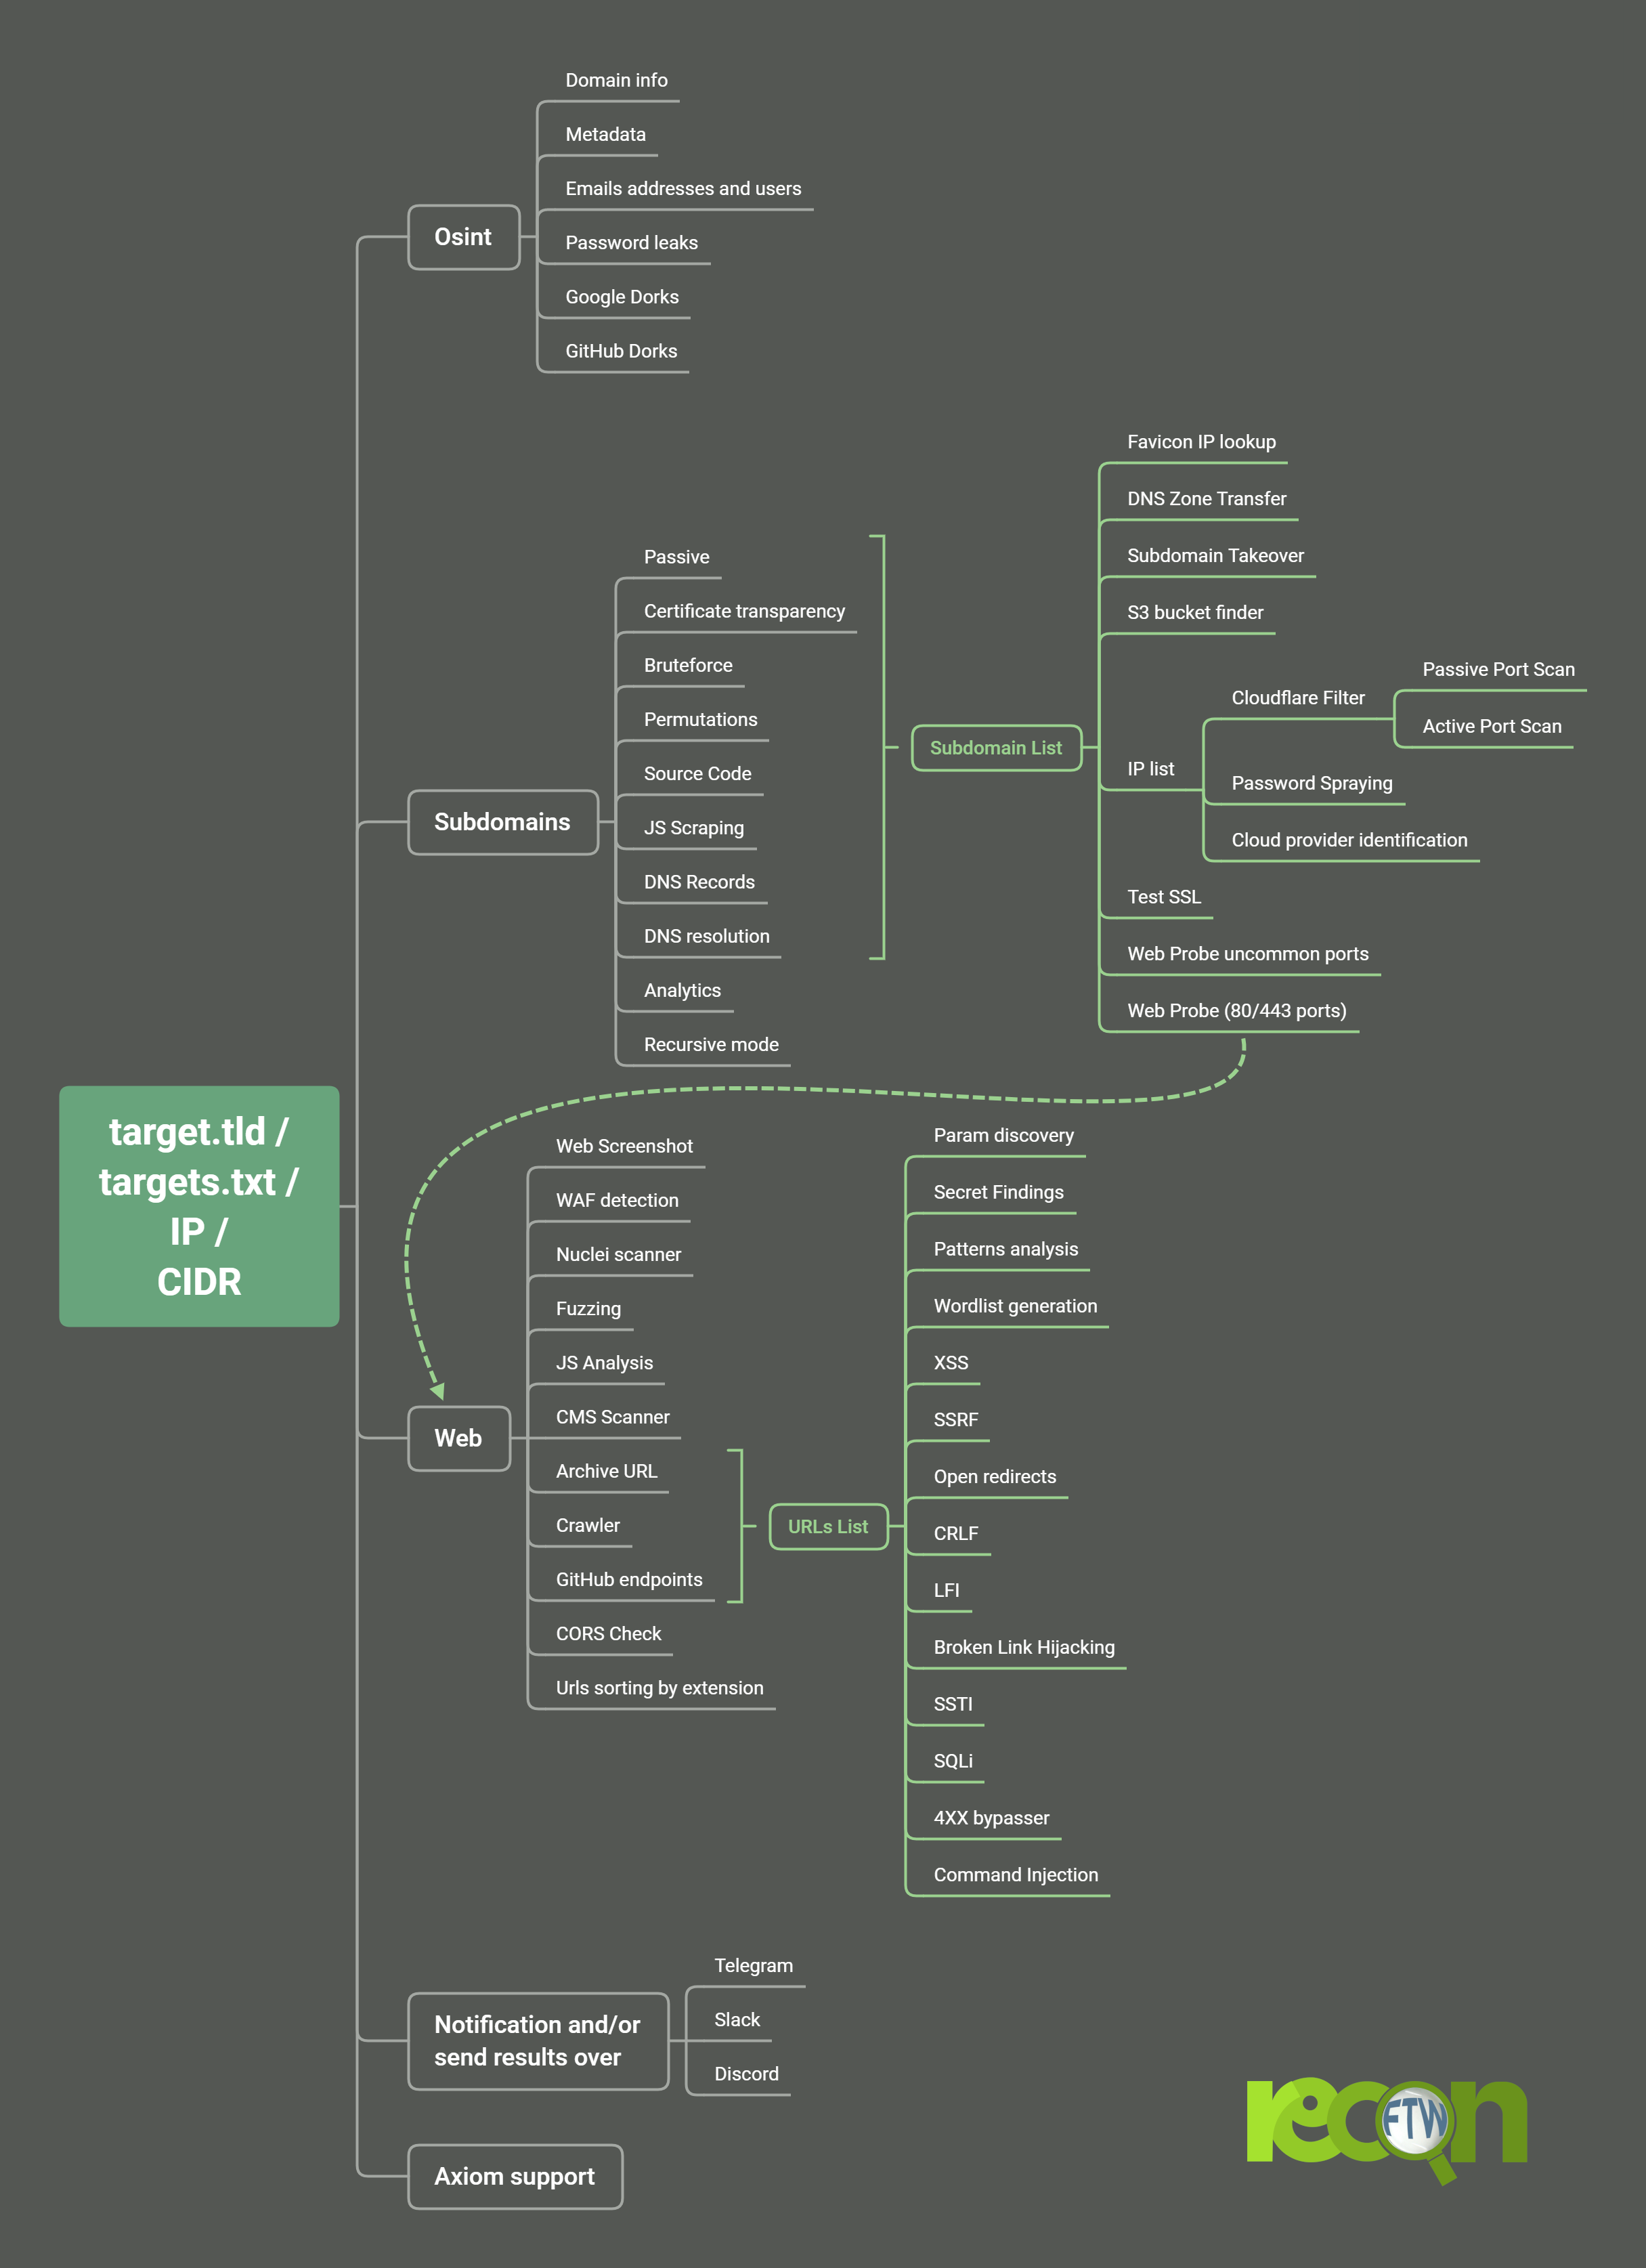 Domain info
Metadata
Emails addresses and users
Osint
Password leaks
Google Dorks
GitHub Dorks
Favicon IP lookup
DNS Zone Transfer
Subdomain Takeover
S3 bucket finder
Passive Port Scan
Cloudflare Filter
Active Port Scan
IP list
Password Spraying
Cloud provider identification
Test SSL
Web Probe uncommon ports
Web Probe (80/443 ports)
Subdomain List
Passive
Certificate transparency
Bruteforce
Permutations
Source Code
Subdomains
JS Scraping
DNS Records
DNS resolution
Analytics
Recursive mode
target.tld /
targets.txt /
IP /
CIDR
Web Screenshot
WAF detection
Nuclei scanner
Fuzzing
JS Analysis
CMS Scanner
Web
Archive URL
Crawler
GitHub endpoints
CORS Check
Urls sorting by extension
URLs List
Param discovery
Secret Findings
Patterns analysis
Wordlist generation
XSS
SSRF
Open redirects
CRLF
LFI
Broken Link Hijacking
SSTI
SQLi
4XX bypasser
Command Injection
Notification and/or
send results over
Telegram
Slack
Discord
Axiom support
recon
FTW